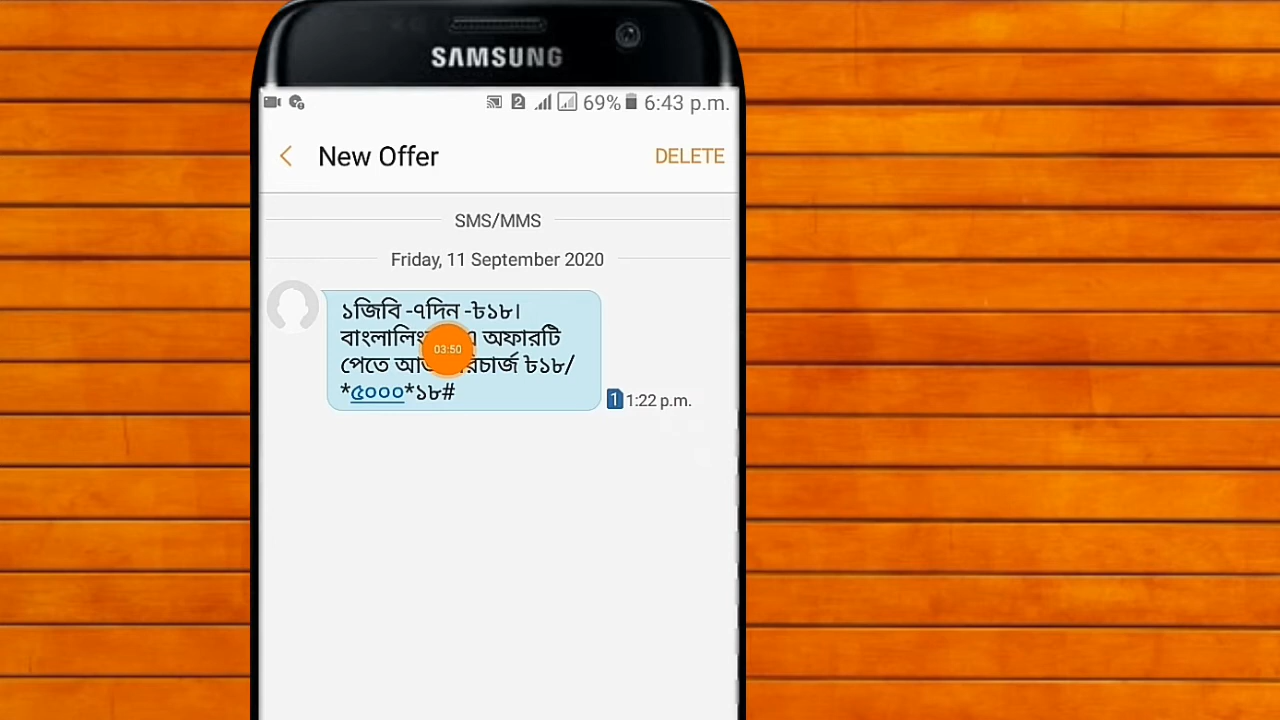 SAMSUNG
2 69% 6:43 p.m.
New Offer DELETE
SMS/MMS
Friday, 11 September 2020
১জিবি -৭দিন -৳১৮।
অফারটি
পেতে রিচার্জ ৳১৮/
*৫০০০*১৮#
1 1:22 p.m.
03:50